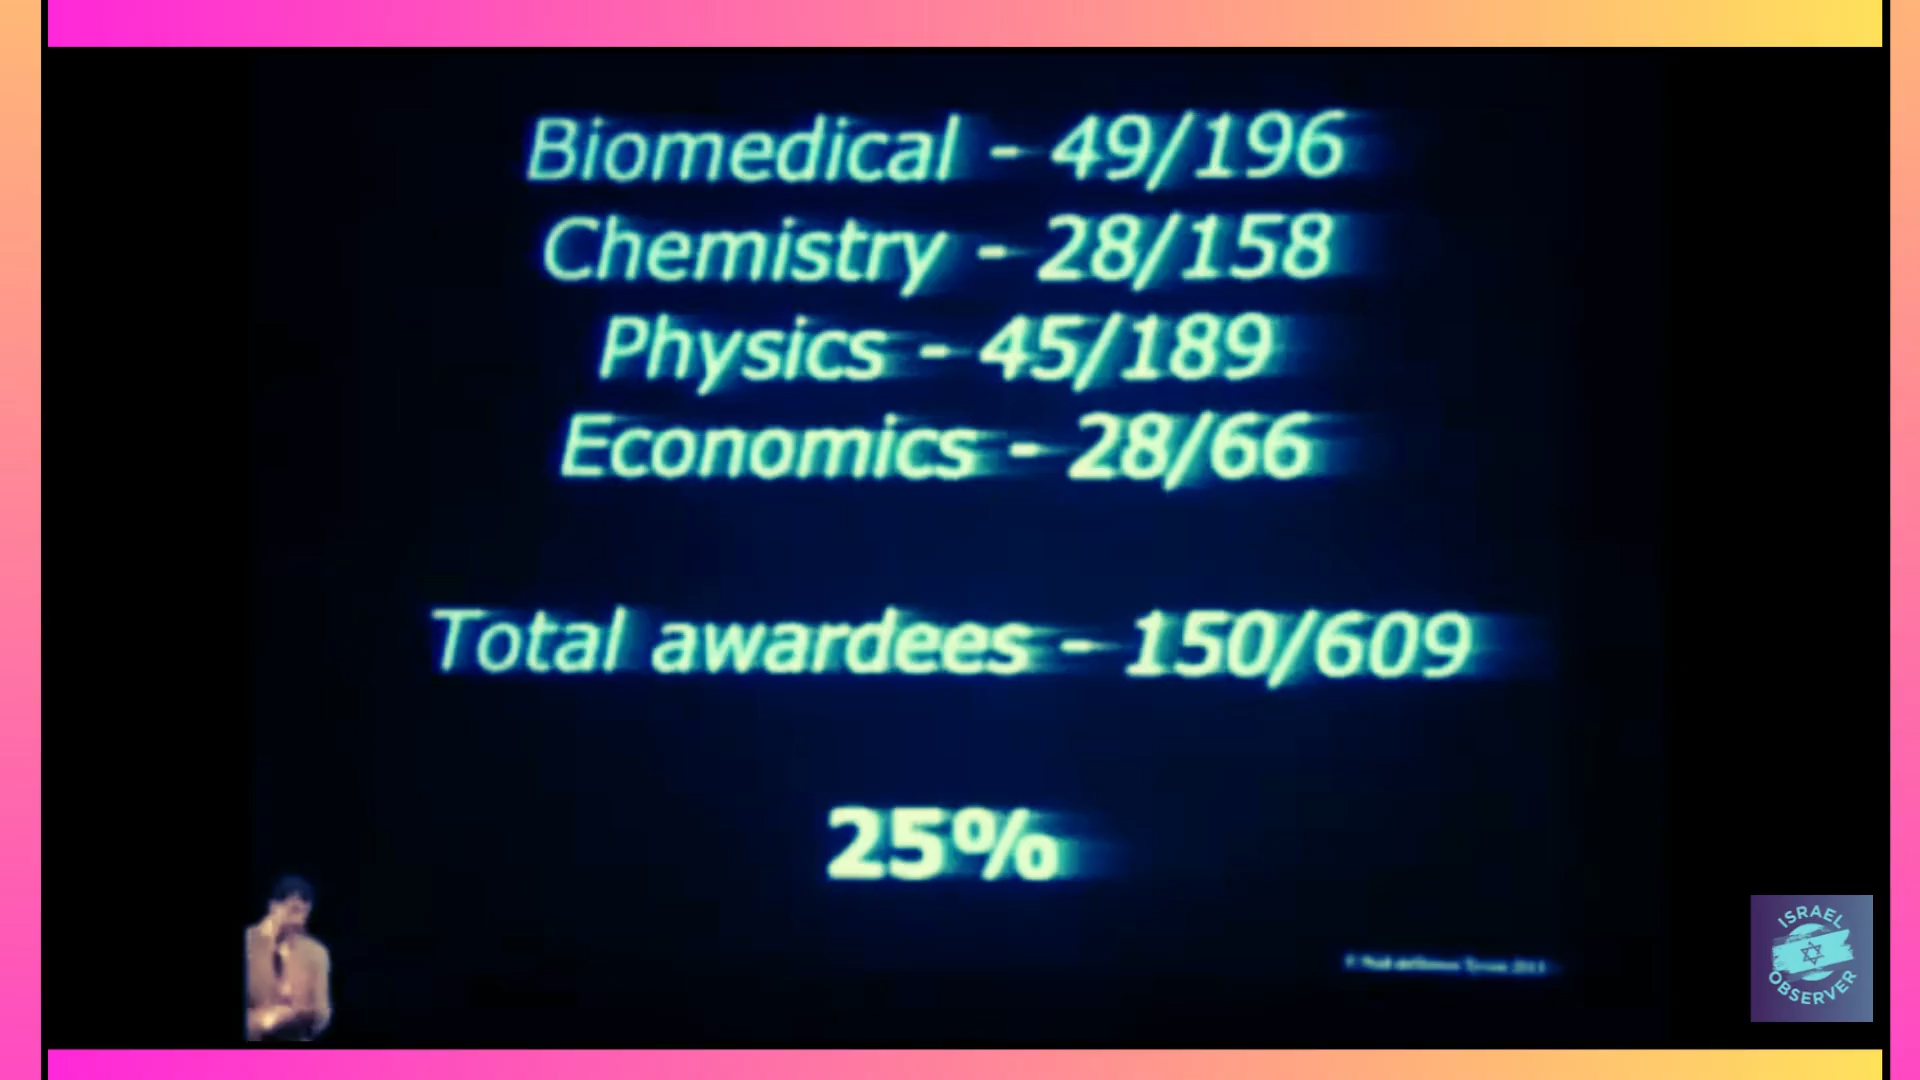 Biomedical - 49/196
Chemistry - 28/158
Physics - 45/189
Economics - 28/66
Total awardees - 150/609
25%
ISRAEL
OBSERVER